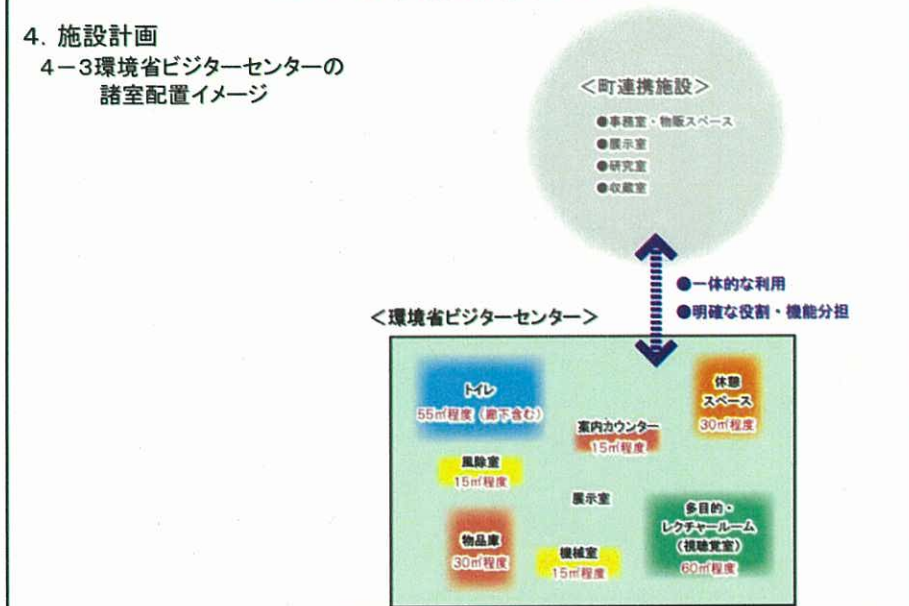 4．施設計画
4－3環境省ビジターセンターの
諸室配置イメージ
＜町連携施設＞
●事務室・物販スペース
●展示室
●研究室
●収蔵室
●一体的な利用
●明確な役割・機能分担
＜環境省ビジターセンター＞
トイレ
55㎡程度（廊下含む）
休憩
スペース
30㎡程度
案内カウンター
15㎡程度
風除室
15㎡程度
展示室
多目的・
レクチャールーム
（視聴覚室）
60㎡程度
物品庫
30㎡程度
機械室
15㎡程度